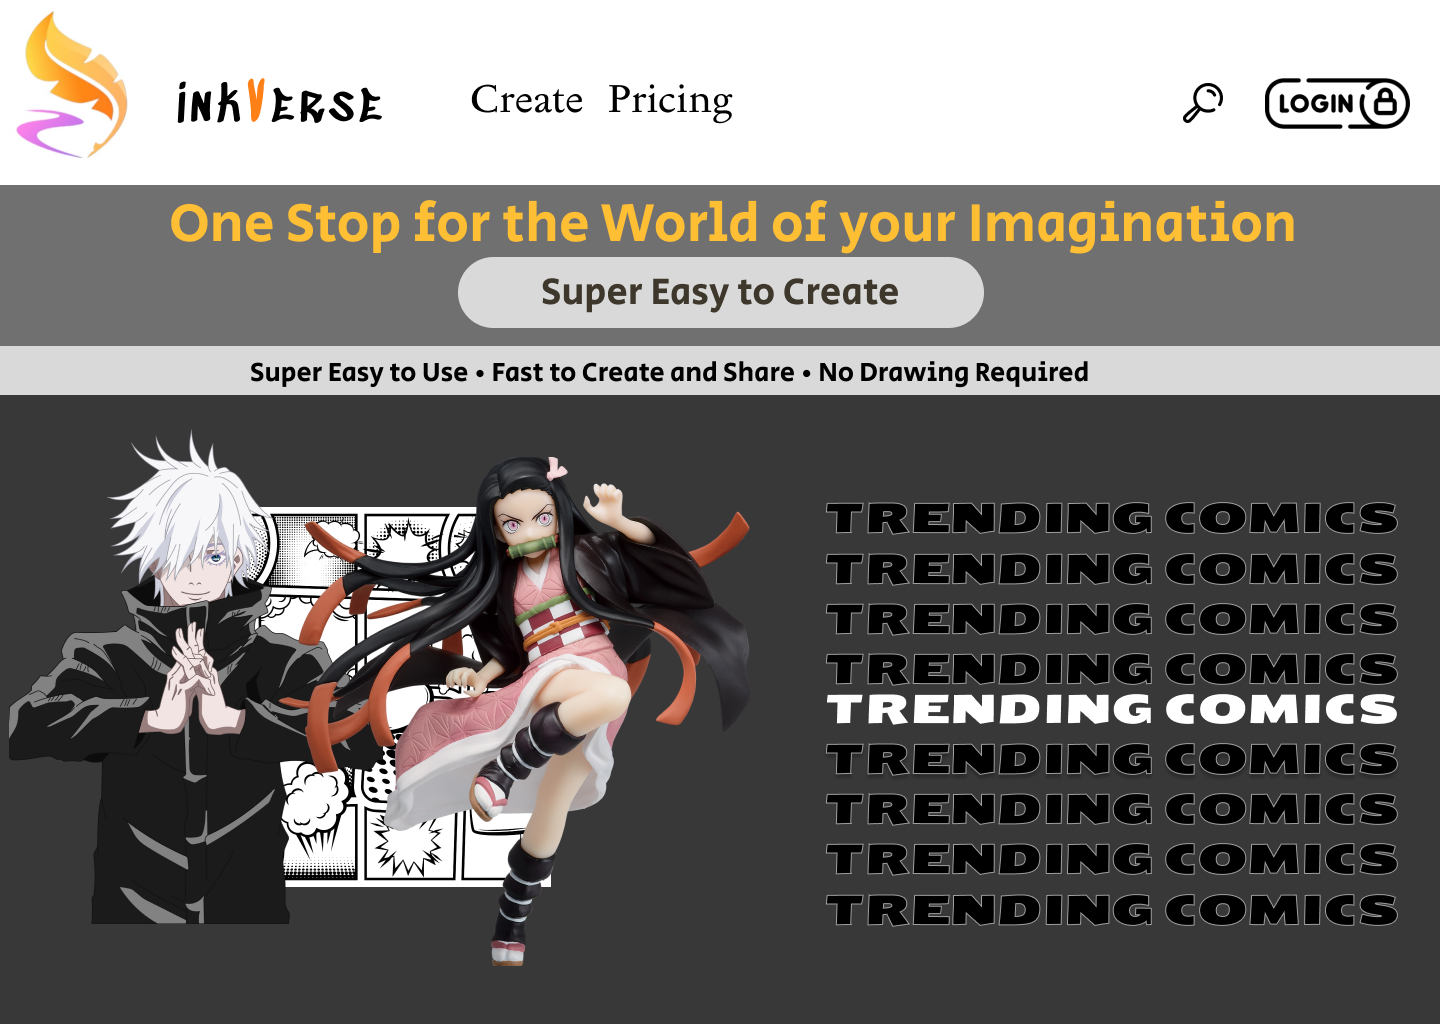 inkVERSE
Create Pricing
LOGIN
One Stop for the World of your Imagination
Super Easy to Create
Super Easy to Use • Fast to Create and Share • No Drawing Required
TRENDING COMICS
TRENDING COMICS
TRENDING COMICS
TRENDING COMICS
TRENDING COMICS
TRENDING COMICS
TRENDING COMICS
TRENDING COMICS
TRENDING COMICS